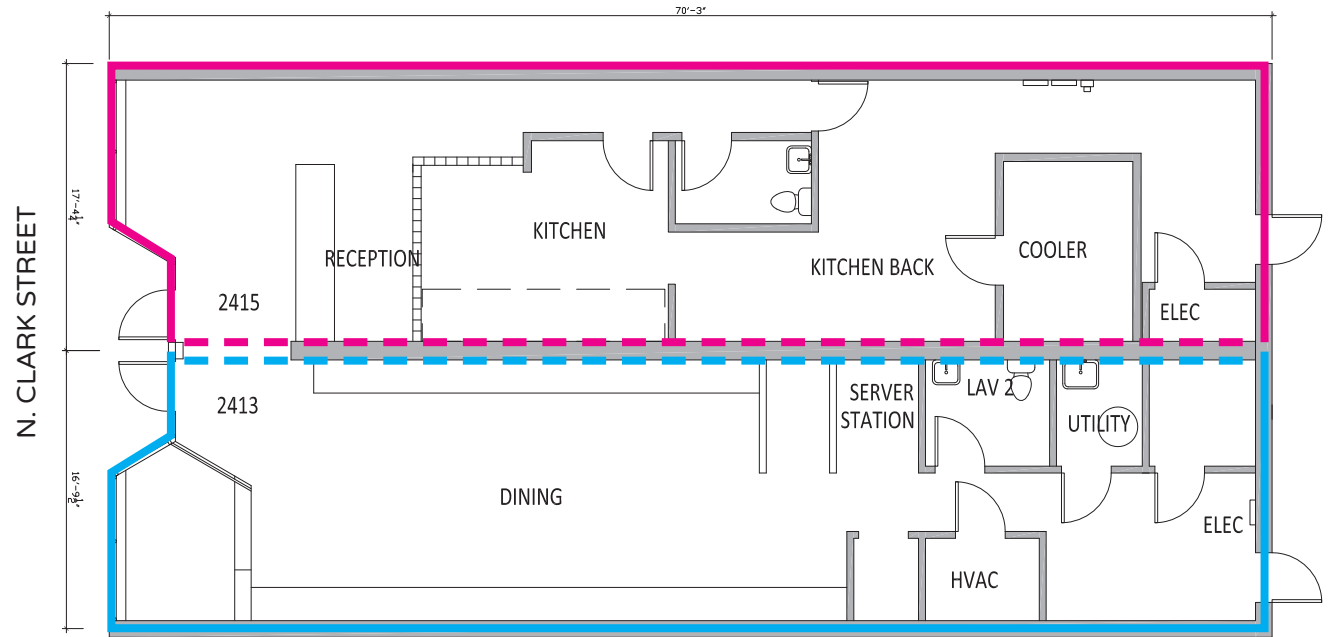 70'-3"
17'-4½"
N. CLARK STREET
KITCHEN
RECEPTION
KITCHEN BACK
COOLER
2415
ELEC
2413
SERVER
STATION
LAV 2
UTILITY
DINING
16'-9½"
ELEC
HVAC